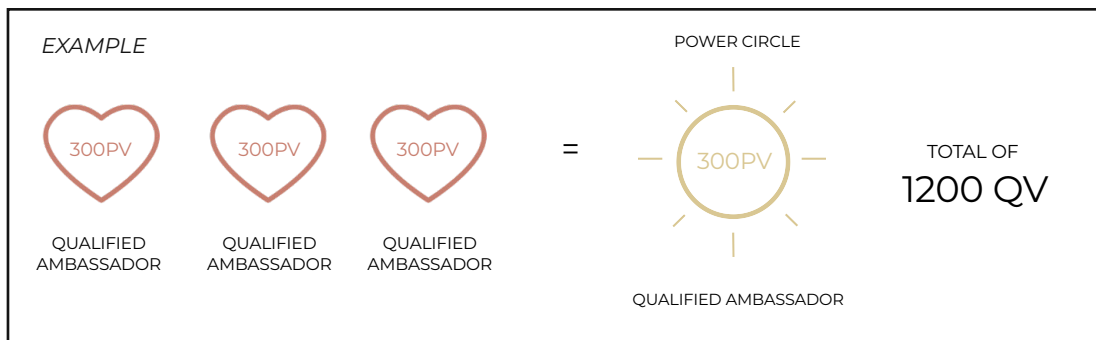 EXAMPLE
300PV
300PV
300PV
=
QUALIFIED
AMBASSADOR
QUALIFIED
AMBASSADOR
QUALIFIED
AMBASSADOR
POWER CIRCLE
300PV
QUALIFIED AMBASSADOR
TOTAL OF
1200 QV